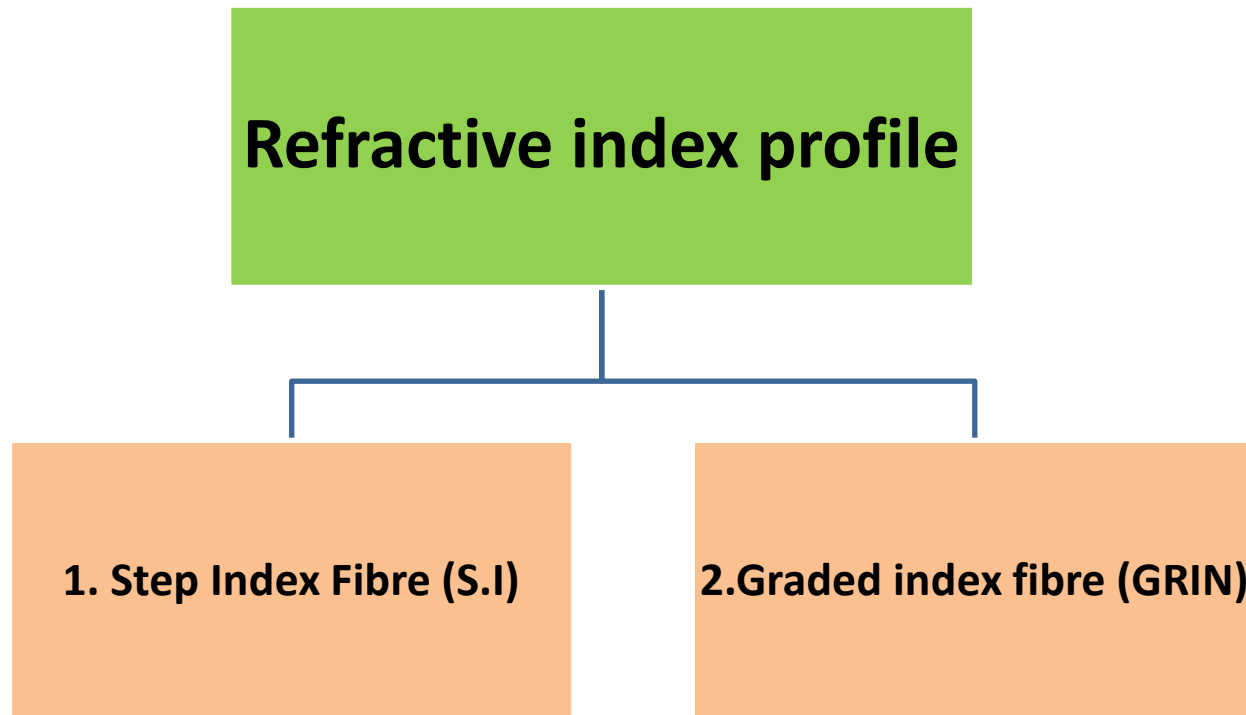 Refractive index profile
1. Step Index Fibre (S.I)
2.Graded index fibre (GRIN)